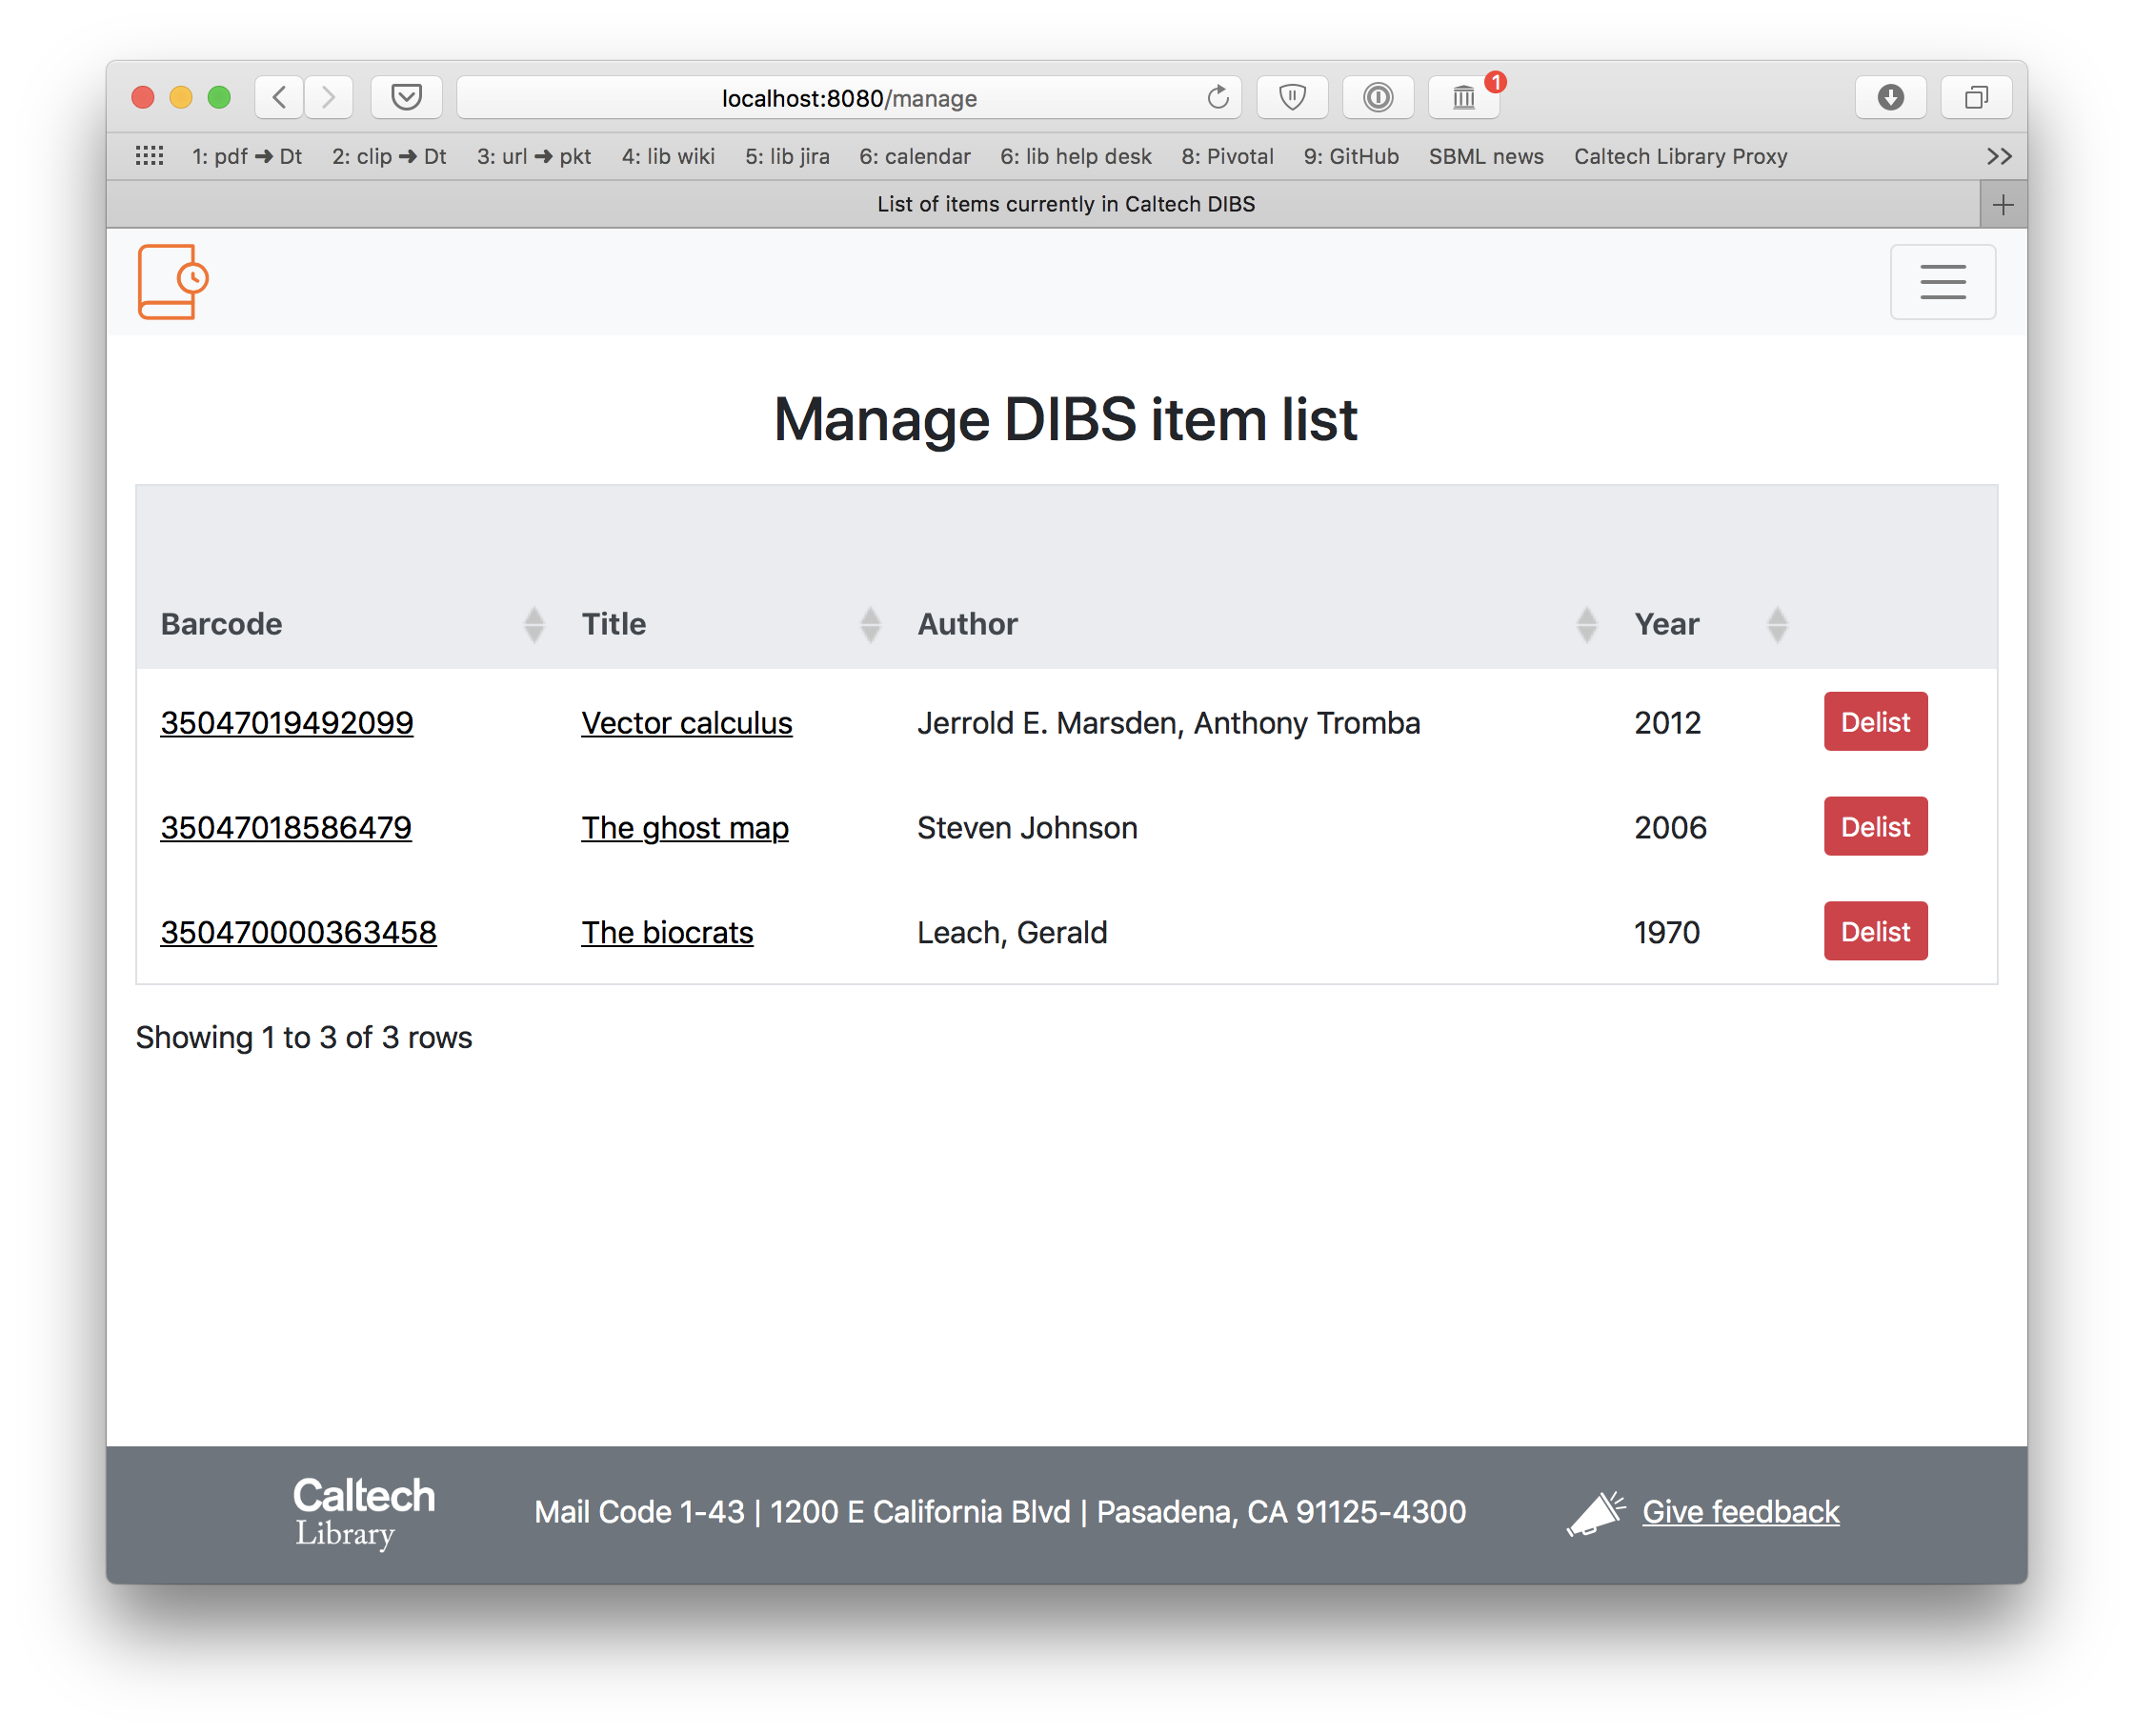 localhost:8080/manage
1
1: pdf ➜ Dt 2: clip ➜ Dt 3: url ➜ pkt 4: lib wiki 5: lib jira 6: calendar 6: lib help desk 8: Pivotal 9: GitHub SBML news Caltech Library Proxy
List of items currently in Caltech DIBS
Manage DIBS item list
Barcode Title Author Year
35047019492099 Vector calculus Jerrold E. Marsden, Anthony Tromba 2012 Delist
35047018586479 The ghost map Steven Johnson 2006 Delist
350470000363458 The biocrats Leach, Gerald 1970 Delist
Showing 1 to 3 of 3 rows
Caltech
Library
Mail Code 1-43 | 1200 E California Blvd | Pasadena, CA 91125-4300
Give feedback